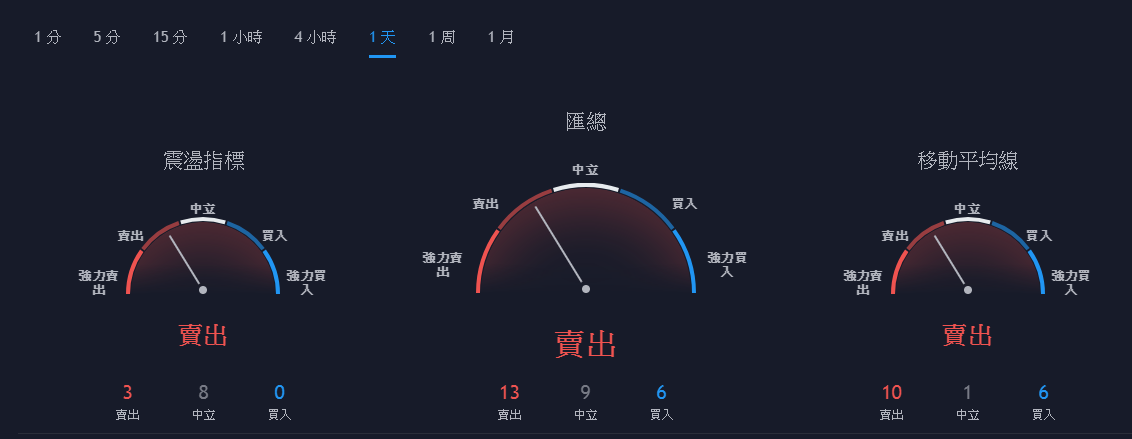 1 分 5 分 15 分 1 小時 4 小時 1 天 1 周 1 月
匯總
震盪指標
移動平均線
中立
賣出 買入
強力賣出 強力買入
中立
賣出 買入
強力賣
出
強力買
入
中立
賣出 買入
強力賣
出
強力買
入
賣出
賣出
賣出
3 8 0
賣出 中立 買入
13 9 6
賣出 中立 買入
10 1 6
賣出 中立 買入